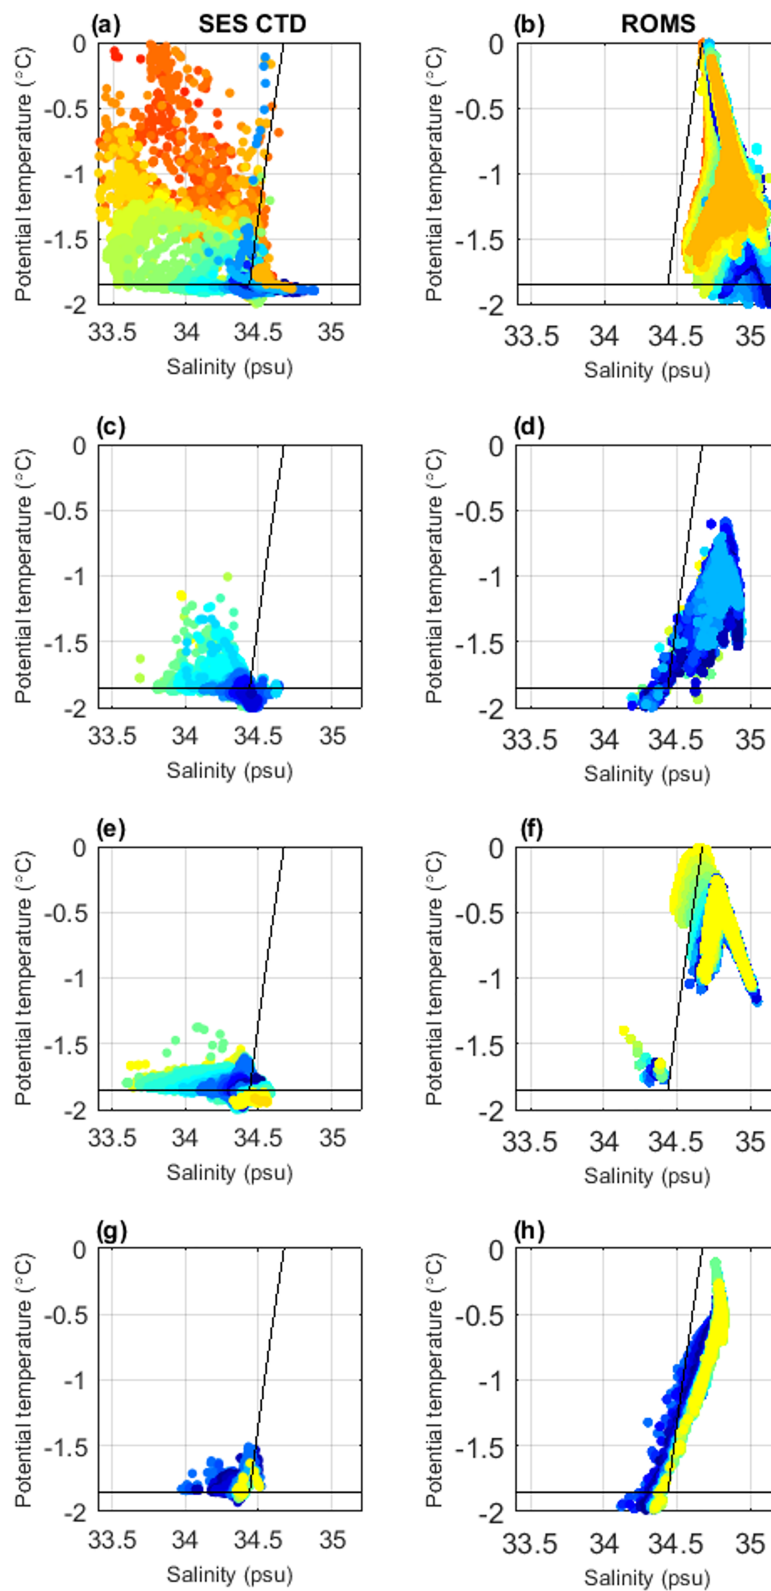 (a) SES CTD (b) ROMS
Potential temperature (°C)
0
-0.5
-1
-1.5
-2
33.5 34 34.5 35
Salinity (psu)
Potential temperature (°C)
0
-0.5
-1
-1.5
-2
33.5 34 34.5 35
Salinity (psu)
(c) (d)
Potential temperature (°C)
0
-0.5
-1
-1.5
-2
33.5 34 34.5 35
Salinity (psu)
Potential temperature (°C)
0
-0.5
-1
-1.5
-2
33.5 34 34.5 35
Salinity (psu)
(e) (f)
Potential temperature (°C)
0
-0.5
-1
-1.5
-2
33.5 34 34.5 35
Salinity (psu)
Potential temperature (°C)
0
-0.5
-1
-1.5
-2
33.5 34 34.5 35
Salinity (psu)
(g) (h)
Potential temperature (°C)
0
-0.5
-1
-1.5
-2
33.5 34 34.5 35
Salinity (psu)
Potential temperature (°C)
0
-0.5
-1
-1.5
-2
33.5 34 34.5 35
Salinity (psu)